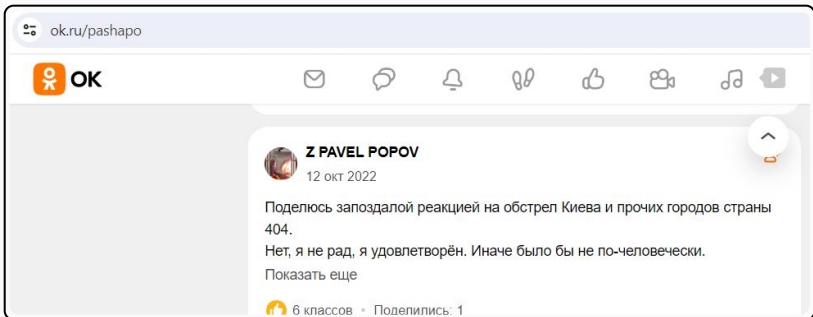 ok.ru/pashapo
OK
Z PAVEL POPOV
12 окт 2022
Поделюсь запоздалой реакцией на обстрел Киева и прочих городов страны
404.
Нет, я не рад, я удовлетворён. Иначе было бы не по-человечески.
Показать еще
6 классов • Поделились: 1